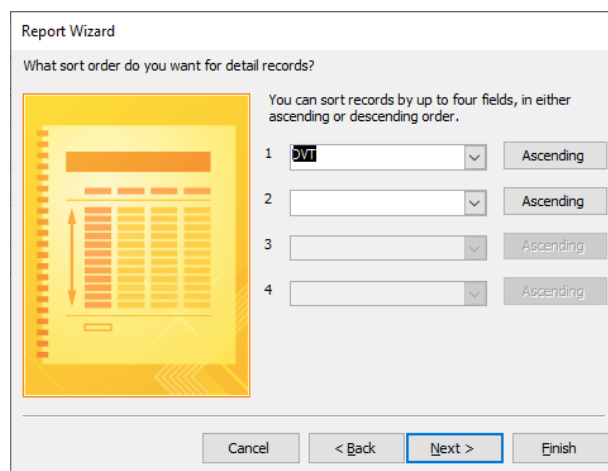 Report Wizard
What sort order do you want for detail records?
You can sort records by up to four fields, in either
ascending or descending order.
1 DVT Ascending
2 Ascending
3 Ascending
4 Ascending
Cancel < Back Next > Finish